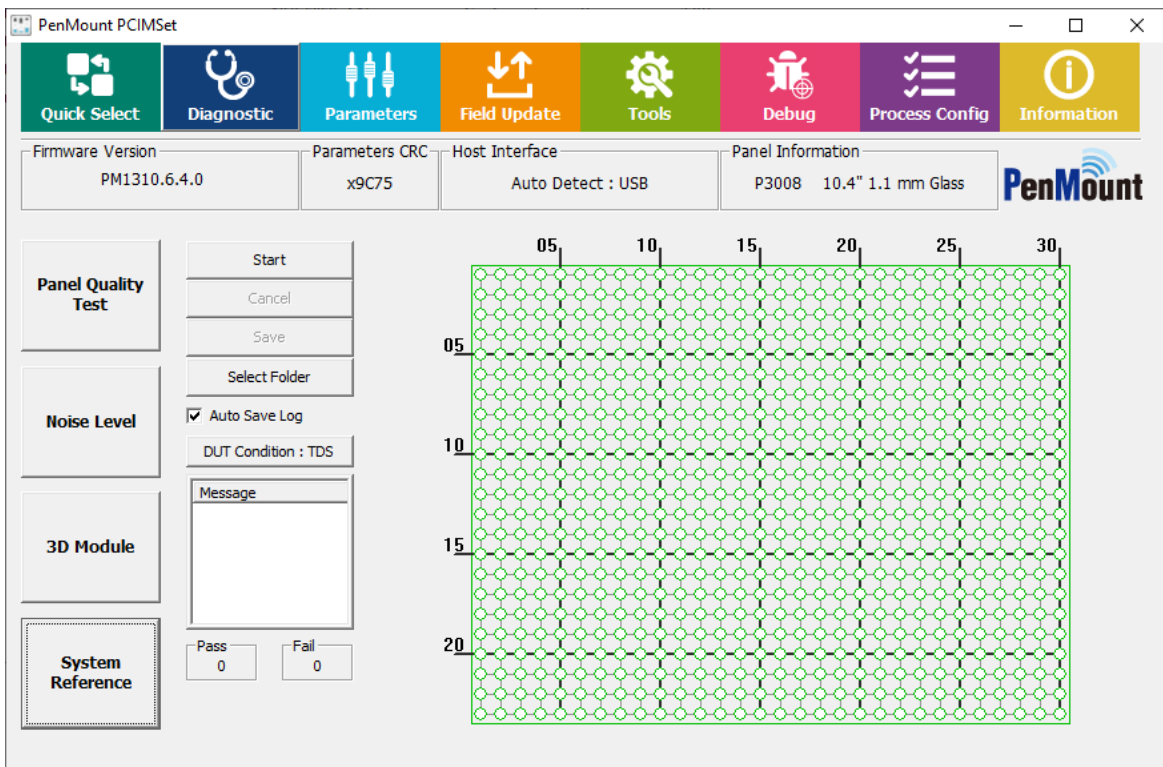 PenMount PCIMSet
Quick Select
Diagnostic
Parameters
Field Update
Tools
Debug
Process Config
Information
Firmware Version
PM1310.6.4.0
Parameters CRC
x9C75
Host Interface
Auto Detect : USB
Panel Information
P3008 10.4" 1.1 mm Glass
PenMount
Panel Quality
Test
Noise Level
3D Module
System
Reference
Start
Cancel
Save
Select Folder
Auto Save Log
DUT Condition : TDS
Message
Pass
0
Fail
0
05 10 15 20 25 30
05
10
15
20